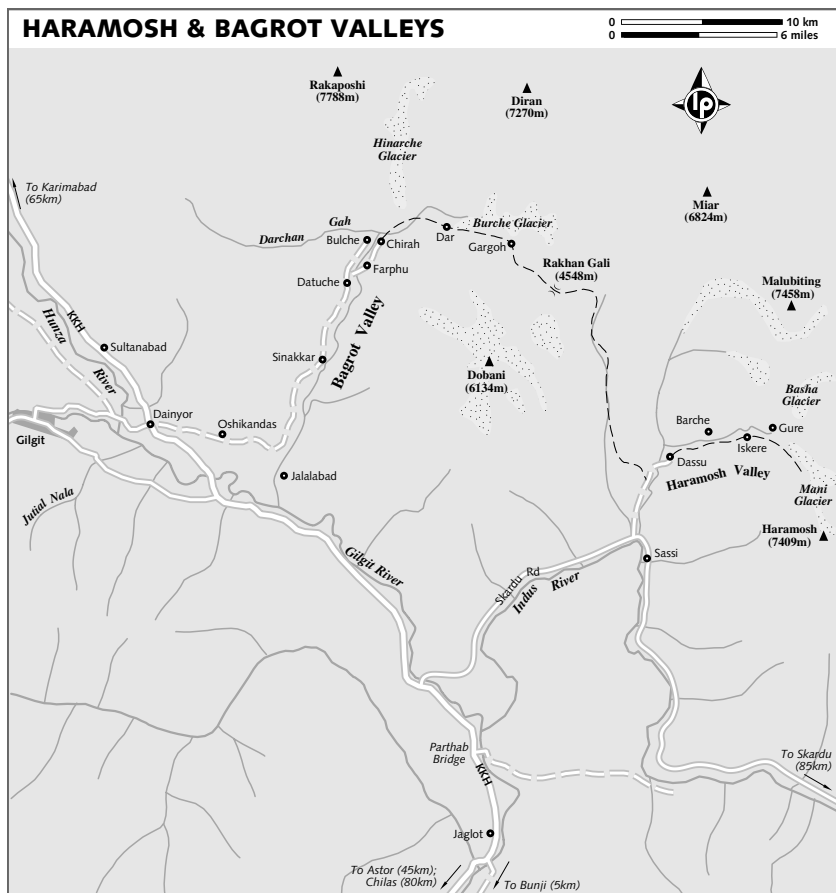 HARAMOSH & BAGROT VALLEYS
0 10 km
0 6 miles
Rakaposhi
(7788m)
Diran
(7270m)
lp
Hinarche
Glacier
To Karimabad
(65km)
Miar
(6824m)
Darchan Gah
Bulche
Chirah
Dar
Burche Glacier
Gargoh
Farphu
Datuche
Rakhan Gali
(4548m)
Malubiting
(7458m)
Hunza
River
KKH
Sultanabad
Bagrot Valley
Sinakkar
Dobani
(6134m)
Basha
Glacier
Dainyor
Oshikandas
Barche
Gure
Iskere
Gilgit
Dassu
Haramosh Valley
Jalalabad
Mani
Glacier
Jutial Nala
Haramosh
(7409m)
Gilgit River
Sassi
Skardu Rd
Indus River
Parthab
Bridge
KKH
To Skardu
(85km)
Jaglot
To Astor (45km);
Chilas (80km)
To Bunji (5km)